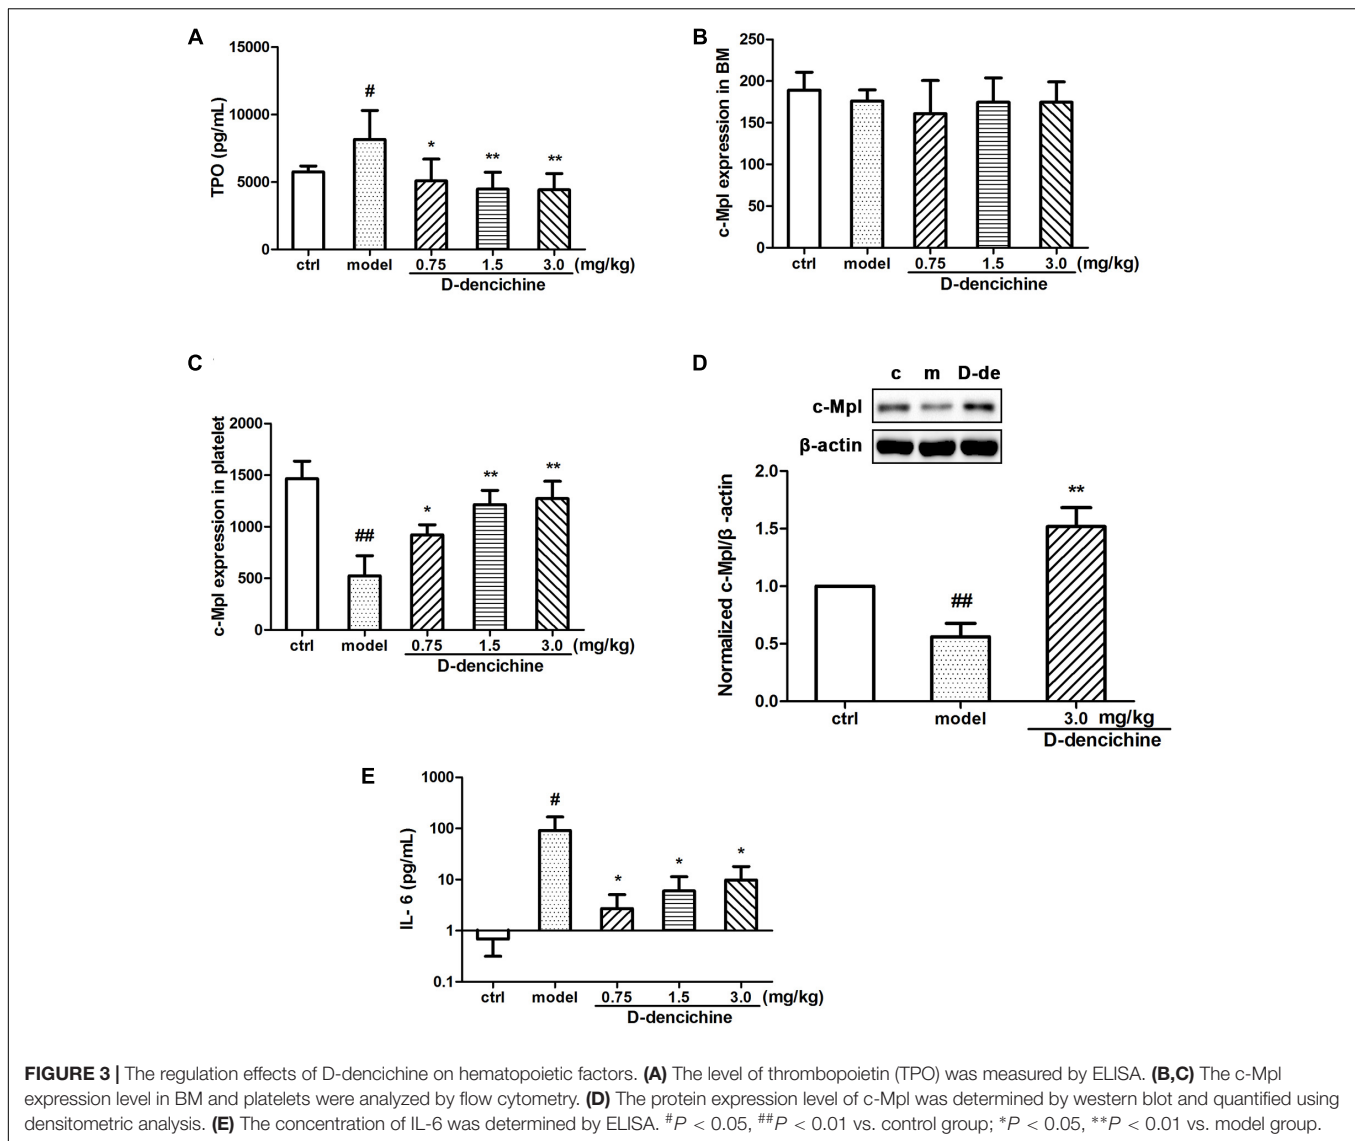 A
15000
10000
5000
0
TPO (pg/mL)
#
*
**
**
ctrl model 0.75 1.5 3.0 (mg/kg)
D-dencichine
B
250
200
150
100
50
0
c-Mpl expression in BM
ctrl model 0.75 1.5 3.0 (mg/kg)
D-dencichine
C
2000
1500
1000
500
0
c-Mpl expression in platelet
##
*
**
**
ctrl model 0.75 1.5 3.0 (mg/kg)
D-dencichine
D
c m D-de
c-Mpl
β-actin
2.0
1.5
1.0
0.5
0.0
Normalized c-Mpl/β -actin
##
**
ctrl model 3.0 mg/kg
D-dencichine
E
1000
100
10
1
0.1
IL- 6 (pg/mL)
#
*
*
*
ctrl model 0.75 1.5 3.0 (mg/kg)
D-dencichine
FIGURE 3 | The regulation effects of D-dencichine on hematopoietic factors. (A) The level of thrombopoietin (TPO) was measured by ELISA. (B,C) The c-Mpl
expression level in BM and platelets were analyzed by flow cytometry. (D) The protein expression level of c-Mpl was determined by western blot and quantified using
densitometric analysis. (E) The concentration of IL-6 was determined by ELISA. #P < 0.05, ##P < 0.01 vs. control group; *P < 0.05, **P < 0.01 vs. model group.